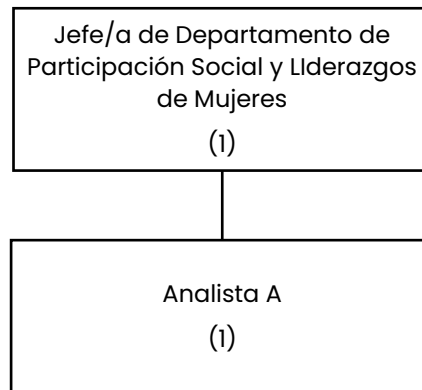 Jefe/a de Departamento de
Participación Social y LIderazgos
de Mujeres
(1)
Analista A
(1)